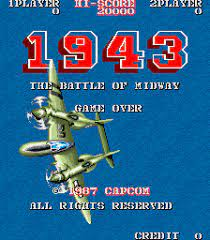 1PLAYER HI-SCORE 2PLAYER
0 20000 0
1943
THE BATTLE OF MIDWAY
GAME OVER
1987 CAPCOM
ALL RIGHTS RESERVED
CREDIT 0